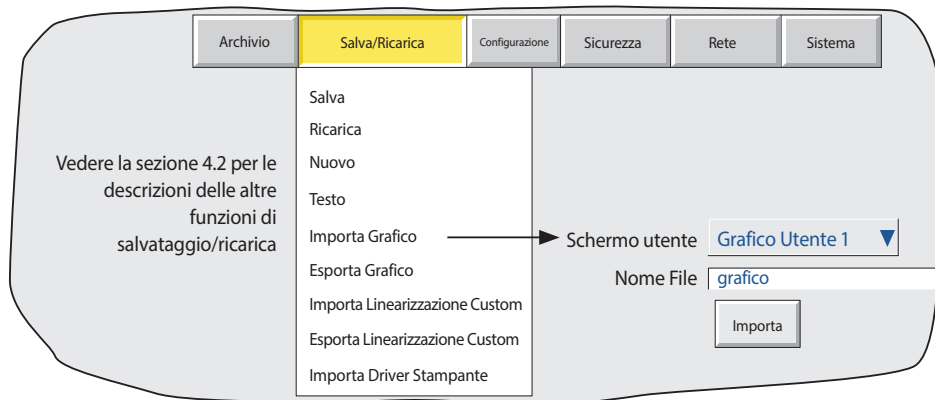 Archivio
Salva/Ricarica
Configurazione
Sicurezza
Rete
Sistema
Vedere la sezione 4.2 per le
descrizioni delle altre
funzioni di
salvataggio/ricarica
Salva
Ricarica
Nuovo
Testo
Importa Grafico
Esporta Grafico
Importa Linearizzazione Custom
Esporta Linearizzazione Custom
Importa Driver Stampante
Schermo utente Grafico Utente 1
Nome File grafico
Importa